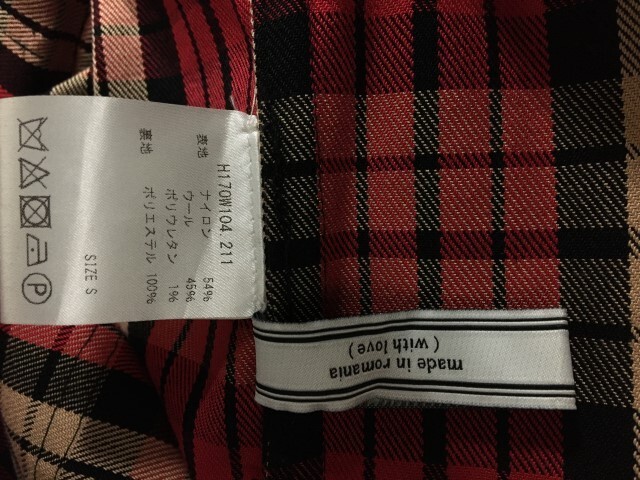 H170W104.211
表地 ナイロン 54%
ウール 45%
ポリウレタン 1%
裏地 ポリエステル 100%
SIZE S
P
made in romania
( with love )